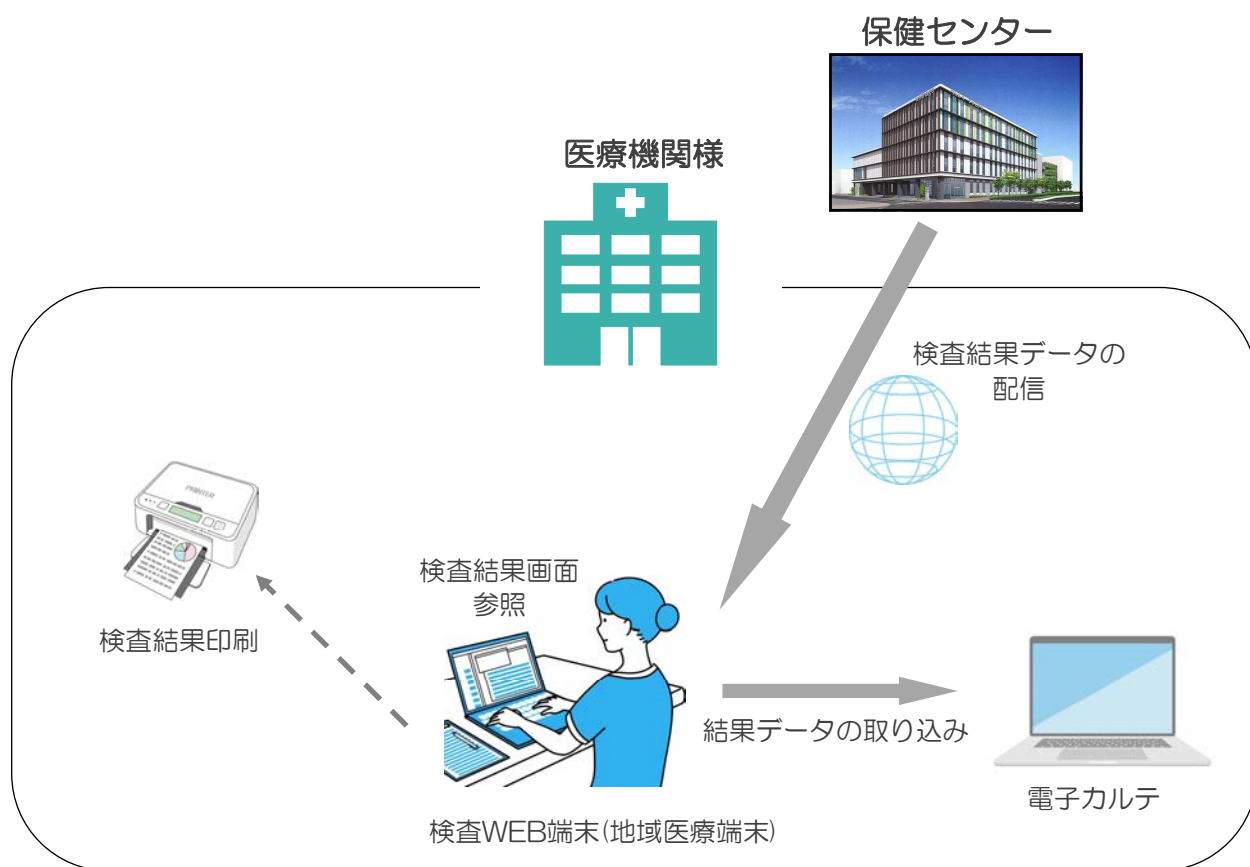 保健センター
医療機関様
検査結果データの
配信
検査結果画面
参照
PRINTER
検査結果印刷
結果データの取り込み
電子カルテ
検査WEB端末(地域医療端末)